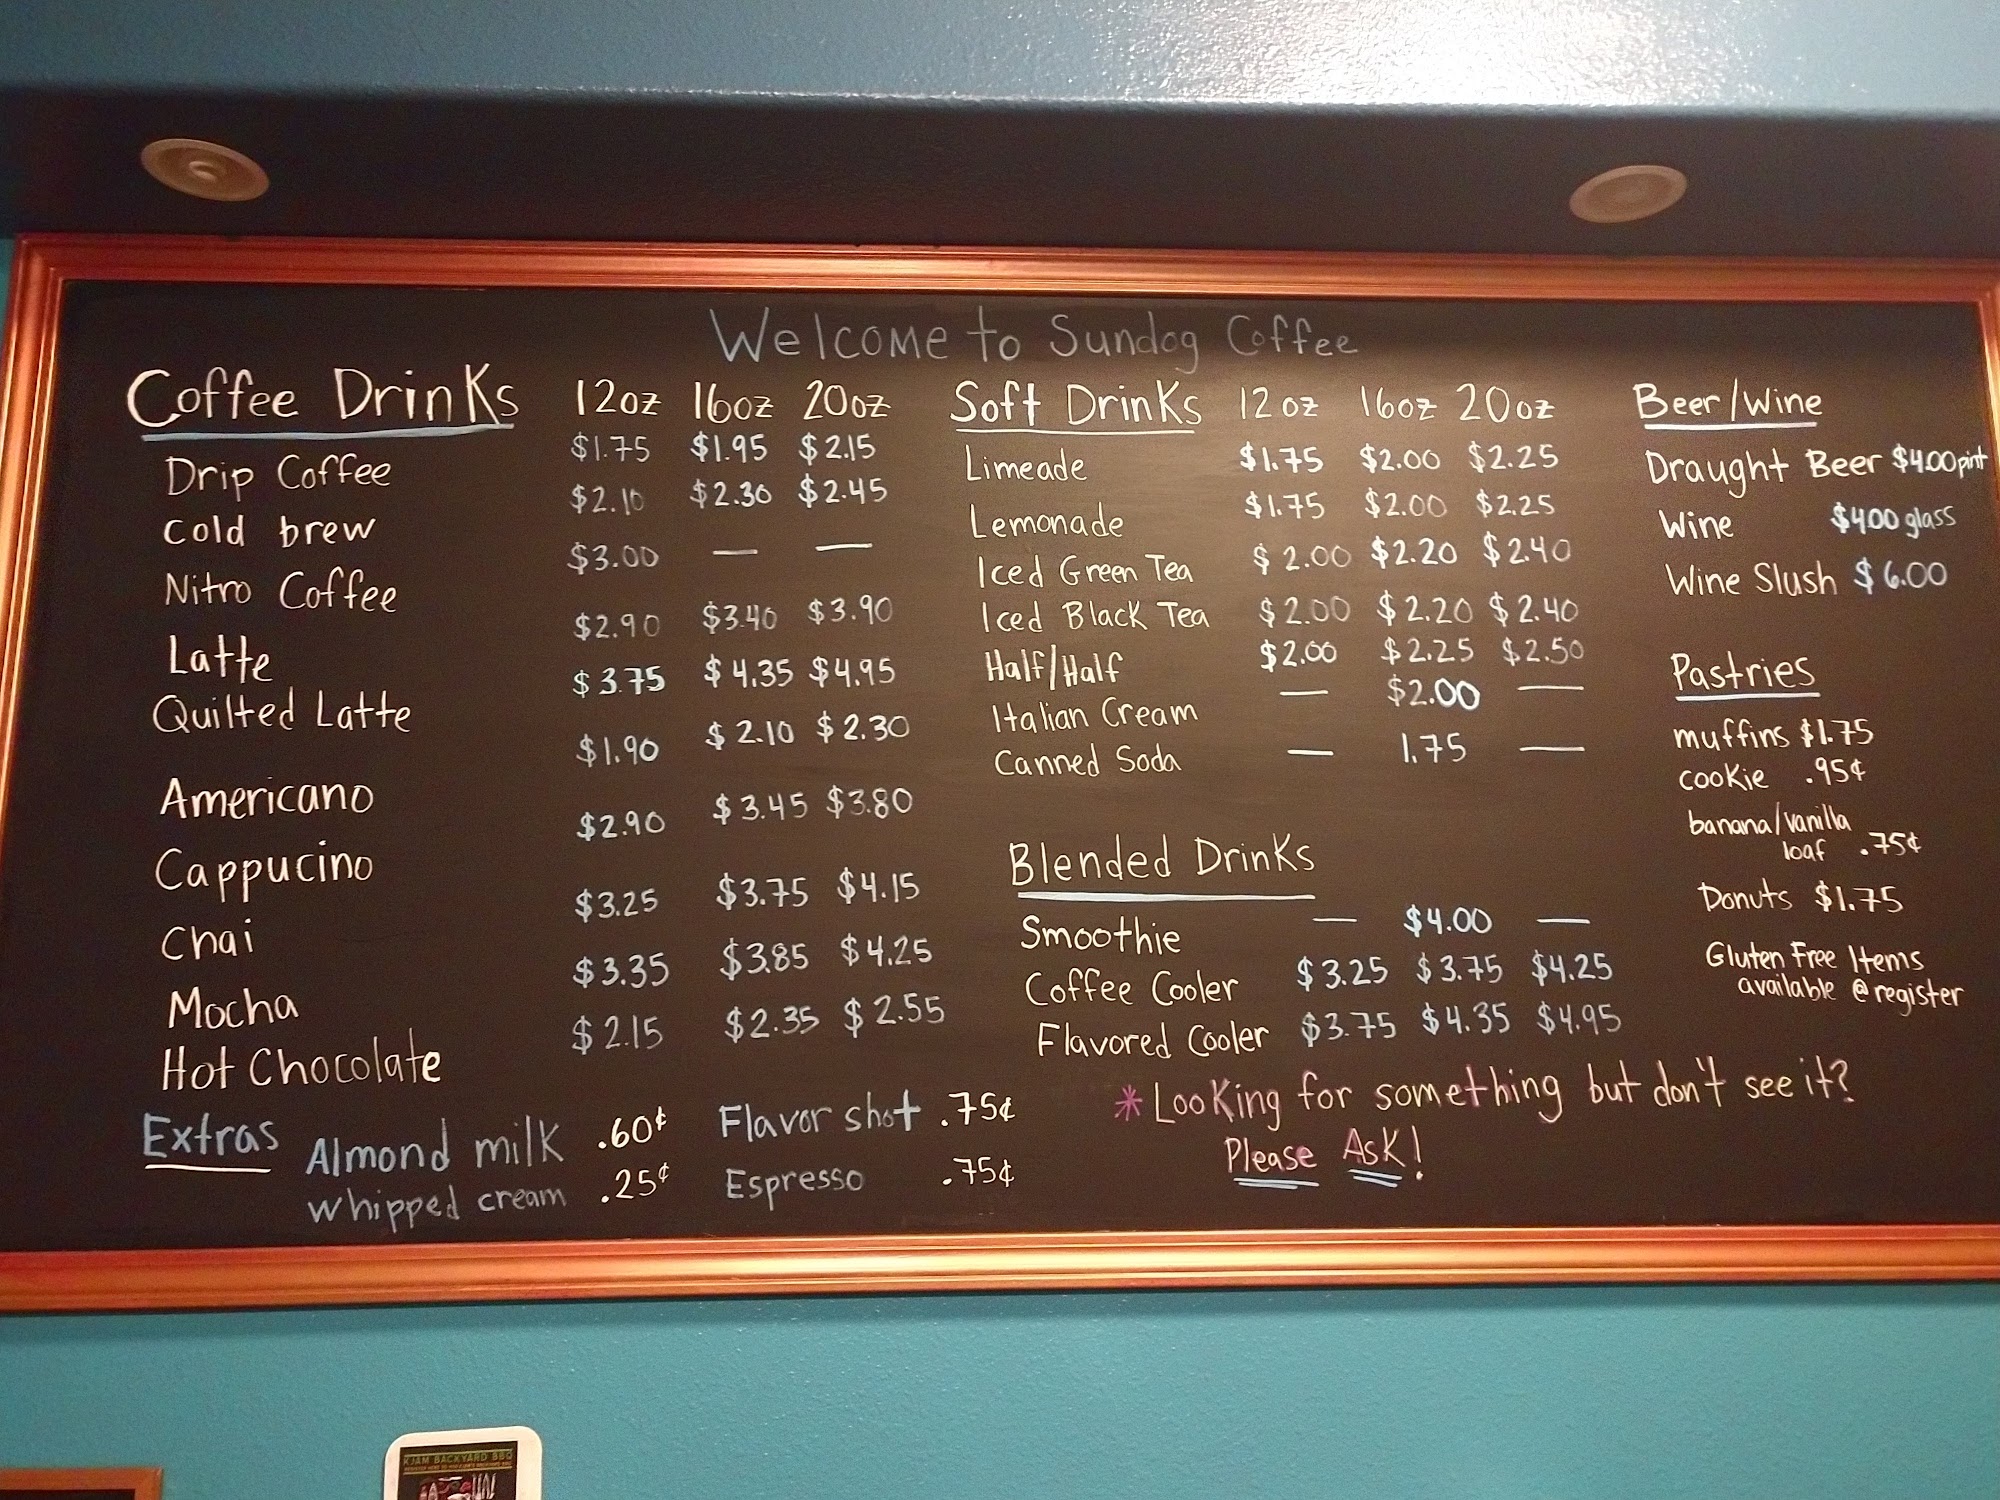 Welcome to Sundog Coffee
Coffee Drinks 12oz 16oz 20oz
Drip Coffee $1.75 $1.95 $2.15
Cold brew $2.10 $2.30 $2.45
Nitro Coffee $3.00 — —
Latte $2.90 $3.40 $3.90
Quilted Latte $3.75 $4.35 $4.95
Americano $1.90 $2.10 $2.30
Cappucino $2.90 $3.45 $3.80
Chai $3.25 $3.75 $4.15
Mocha $3.35 $3.85 $4.25
Hot Chocolate $2.15 $2.35 $2.55
Extras Almond milk .60¢ Flavor shot .75¢
whipped cream .25¢ Espresso .75¢
Soft Drinks 12oz 16oz 20oz
Limeade $1.75 $2.00 $2.25
Lemonade $1.75 $2.00 $2.25
Iced Green Tea $2.00 $2.20 $2.40
Iced Black Tea $2.00 $2.20 $2.40
Half/Half $2.00 $2.25 $2.50
Italian Cream — $2.00 —
Canned Soda — 1.75 —
Blended Drinks
Smoothie — $4.00 —
Coffee Cooler $3.25 $3.75 $4.25
Flavored Cooler $3.75 $4.35 $4.95
*Looking for something but don't see it?
Please Ask!
Beer/Wine
Draught Beer $4.00 pint
Wine $4.00 glass
Wine Slush $6.00
Pastries
muffins $1.75
cookie .95¢
banana/vanilla
loaf .75¢
Donuts $1.75
Gluten Free Items
available @ register
KJAM BACKYARD BBQ